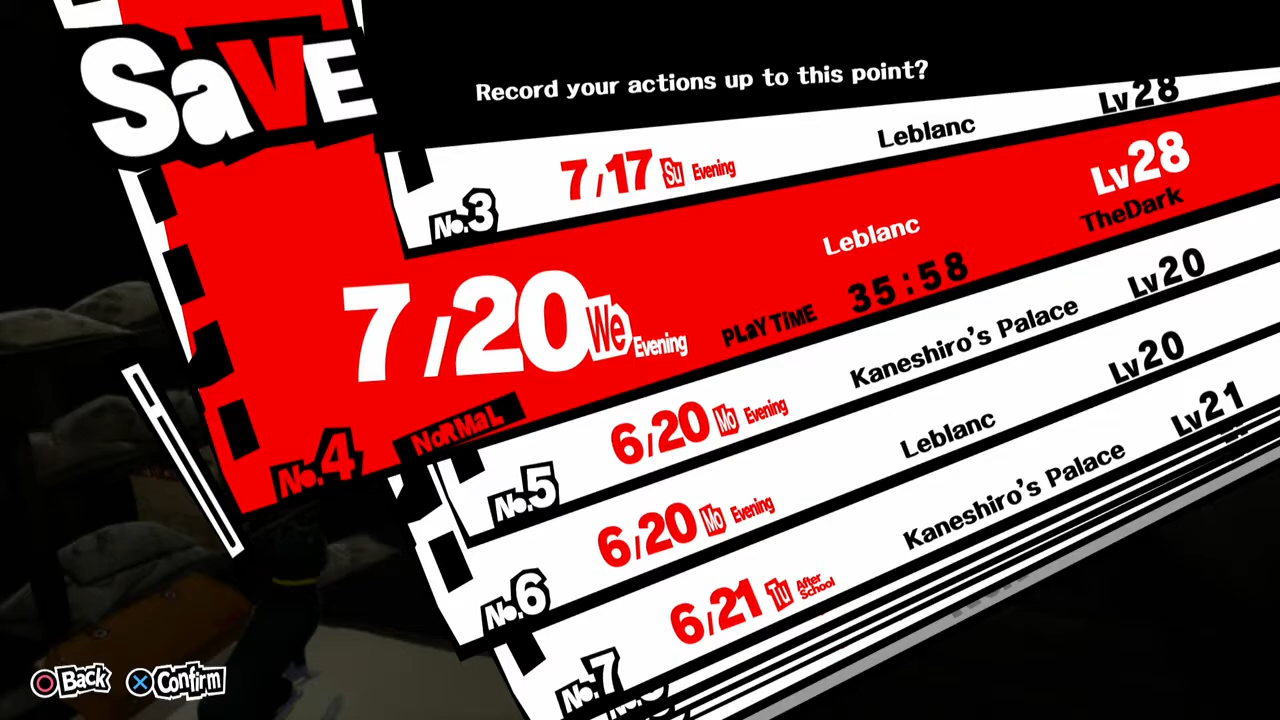 SaVE
Record your actions up to this point?
No.3 7/17 Su Evening Leblanc Lv28
No.4 7/20 We Evening Leblanc Lv28
NoRMaL PLaY TiME 35:58 TheDark
No.5 6/20 Mo Evening Kaneshiro's Palace Lv20
No.6 6/20 Mo Evening Leblanc Lv20
No.7 6/21 Tu After School Kaneshiro's Palace Lv21
Back Confirm